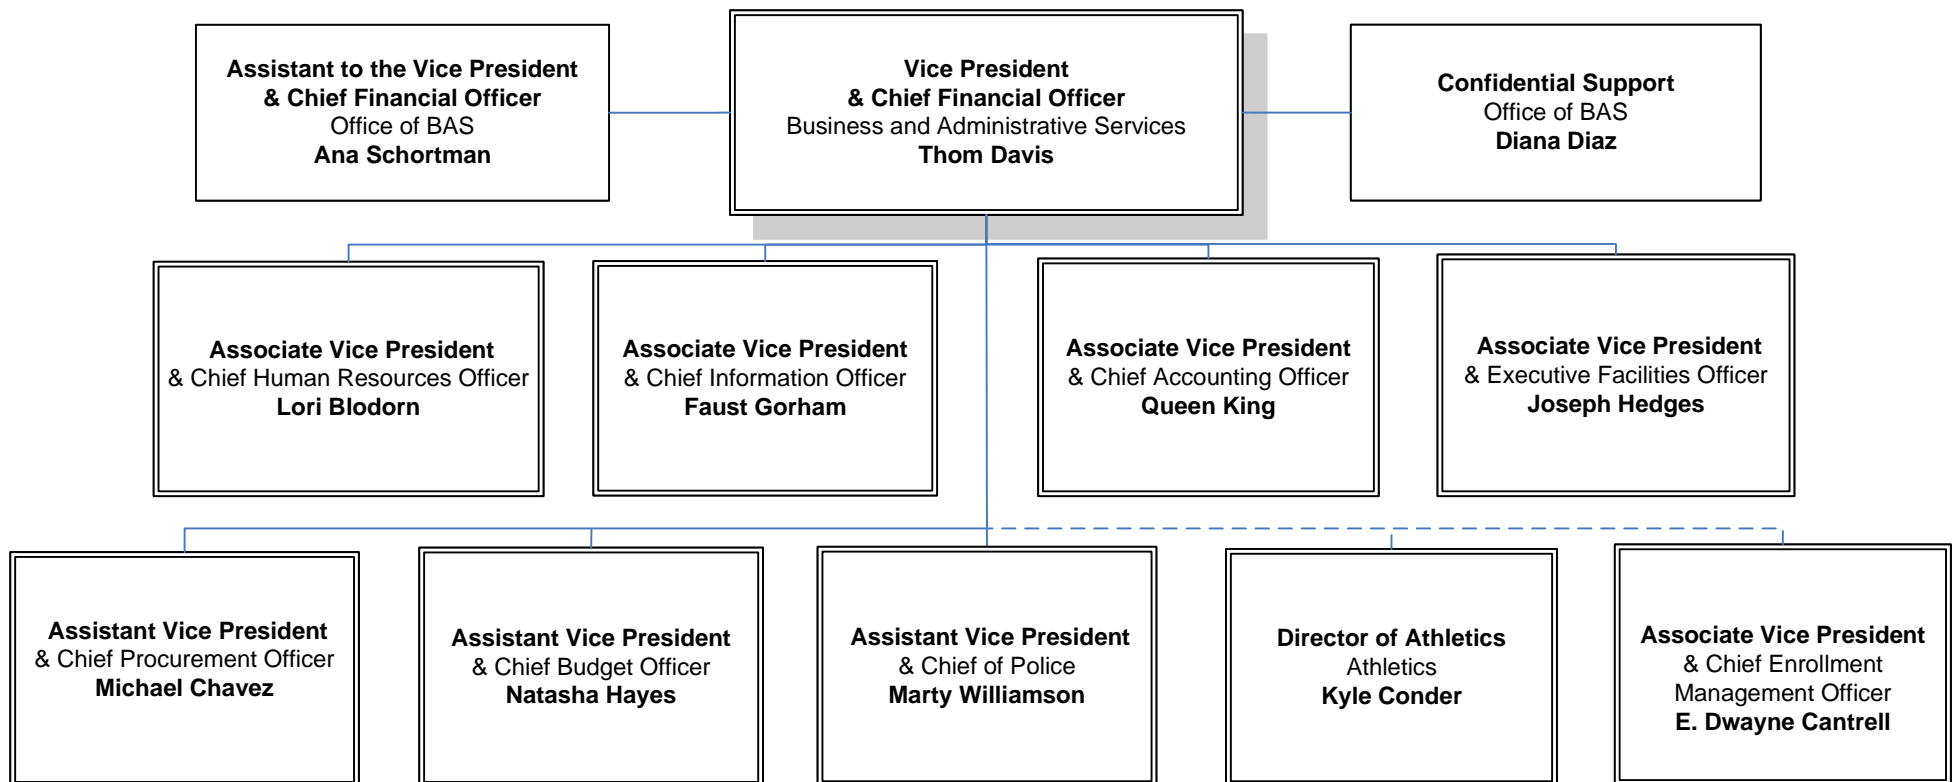 Assistant to the Vice President
& Chief Financial Officer
Office of BAS
Ana Schortman
Vice President
& Chief Financial Officer
Business and Administrative Services
Thom Davis
Confidential Support
Office of BAS
Diana Diaz
Associate Vice President
& Chief Human Resources Officer
Lori Blodorn
Associate Vice President
& Chief Information Officer
Faust Gorham
Associate Vice President
& Chief Accounting Officer
Queen King
Associate Vice President
& Executive Facilities Officer
Joseph Hedges
Assistant Vice President
& Chief Procurement Officer
Michael Chavez
Assistant Vice President
& Chief Budget Officer
Natasha Hayes
Assistant Vice President
& Chief of Police
Marty Williamson
Director of Athletics
Athletics
Kyle Conder
Associate Vice President
& Chief Enrollment
Management Officer
E. Dwayne Cantrell